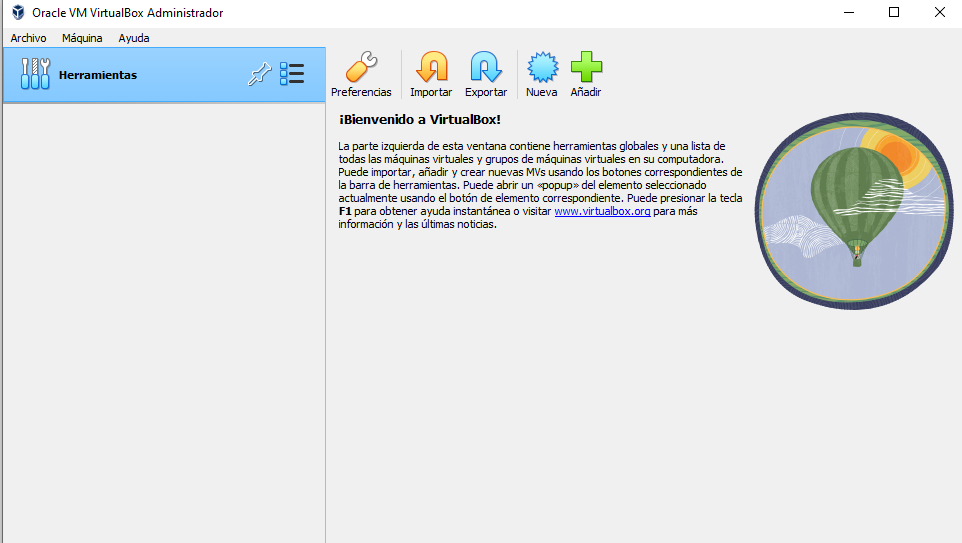 Oracle VM VirtualBox Administrador
Archivo Máquina Ayuda
Herramientas
Preferencias Importar Exportar Nueva Añadir
¡Bienvenido a VirtualBox!
La parte izquierda de esta ventana contiene herramientas globales y una lista de
todas las máquinas virtuales y grupos de máquinas virtuales en su computadora.
Puede importar, añadir y crear nuevas MVs usando los botones correspondientes de
la barra de herramientas. Puede abrir un «popup» del elemento seleccionado
actualmente usando el botón de elemento correspondiente. Puede presionar la tecla
F1 para obtener ayuda instantánea o visitar www.virtualbox.org para más
información y las últimas noticias.